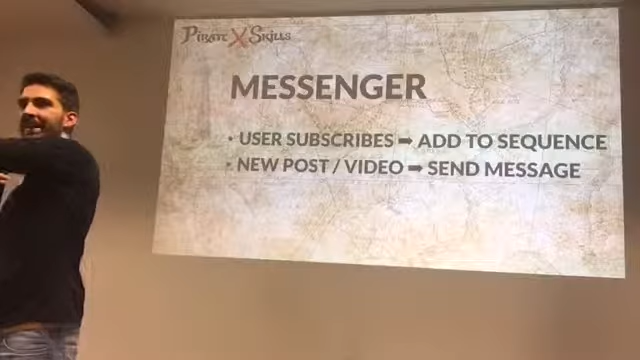 PIRATE X SKILLS
MESSENGER
• USER SUBSCRIBES ➡ ADD TO SEQUENCE
• NEW POST / VIDEO ➡ SEND MESSAGE